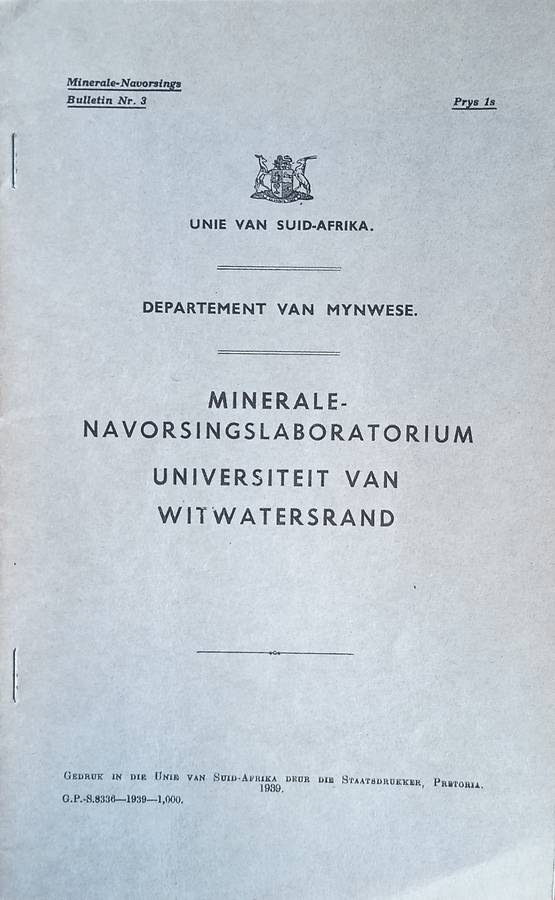 Minerale-Navorsings
Bulletin Nr. 3
Prys 1s
UNIE VAN SUID-AFRIKA.
DEPARTEMENT VAN MYNWESE.
MINERALE-
NAVORSINGSLABORATORIUM
UNIVERSITEIT VAN
WITWATERSRAND
GEDRUK IN DIE UNIE VAN SUID-AFRIKA DEUR DIE STAATSDRUKKER, PRETORIA.
1939.
G.P.-S.8336—1939—1,000.